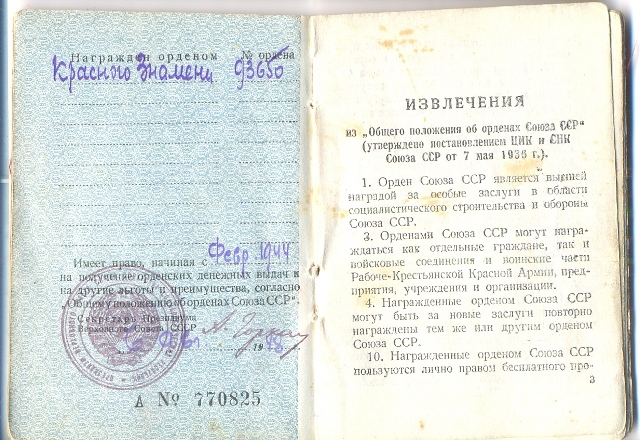 Награжден орденом № ордена
Красного Знамени 93650
Имеет право, начиная с Февр. 1944
на получение орденских денежных выдач и
на другие льготы и преимущества, согласно
„Общему положению об орденах Союза ССР“.
Секретарь Президиума
Верховного Совета СССР
А. Горкин
19 48
А № 770825
ИЗВЛЕЧЕНИЯ
из „Общего положения об орденах Союза ССР“
(утверждено постановлением ЦИК и СНК
Союза ССР от 7 мая 1936 г.).
1. Орден Союза ССР является высшей
наградой за особые заслуги в области
социалистического строительства и обороны
Союза ССР.
3. Орденами Союза ССР могут наг-
раждаться как отдельные граждане, так и
войсковые соединения и воинские части
Рабоче-Крестьянской Красной Армии, пред-
приятия, учреждения и организации.
4. Награжденные орденом Союза ССР
могут быть за новые заслуги повторно
награждены тем же или другим орденом
Союза ССР.
10. Награжденные орденом Союза ССР
пользуются лично правом бесплатного про-
3